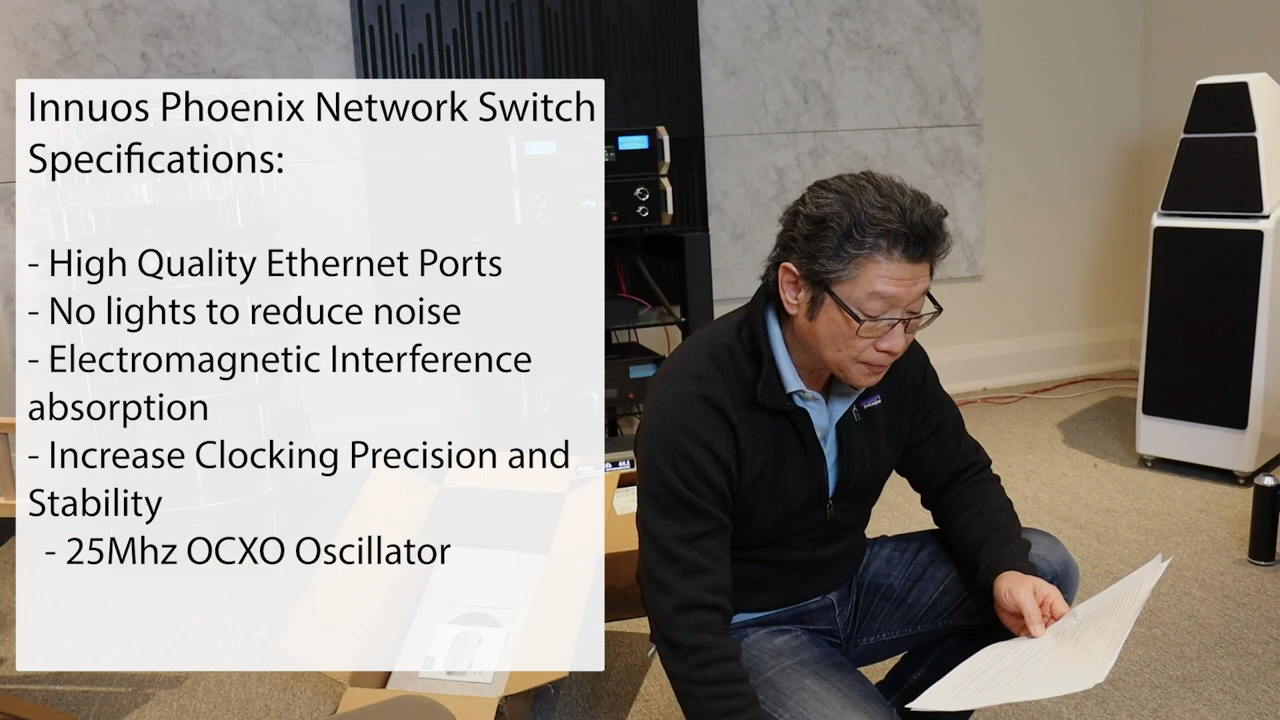 Innuos Phoenix Network Switch
Specifications:
- High Quality Ethernet Ports
- No lights to reduce noise
- Electromagnetic Interference
absorption
- Increase Clocking Precision and
Stability
- 25Mhz OCXO Oscillator
patagonia